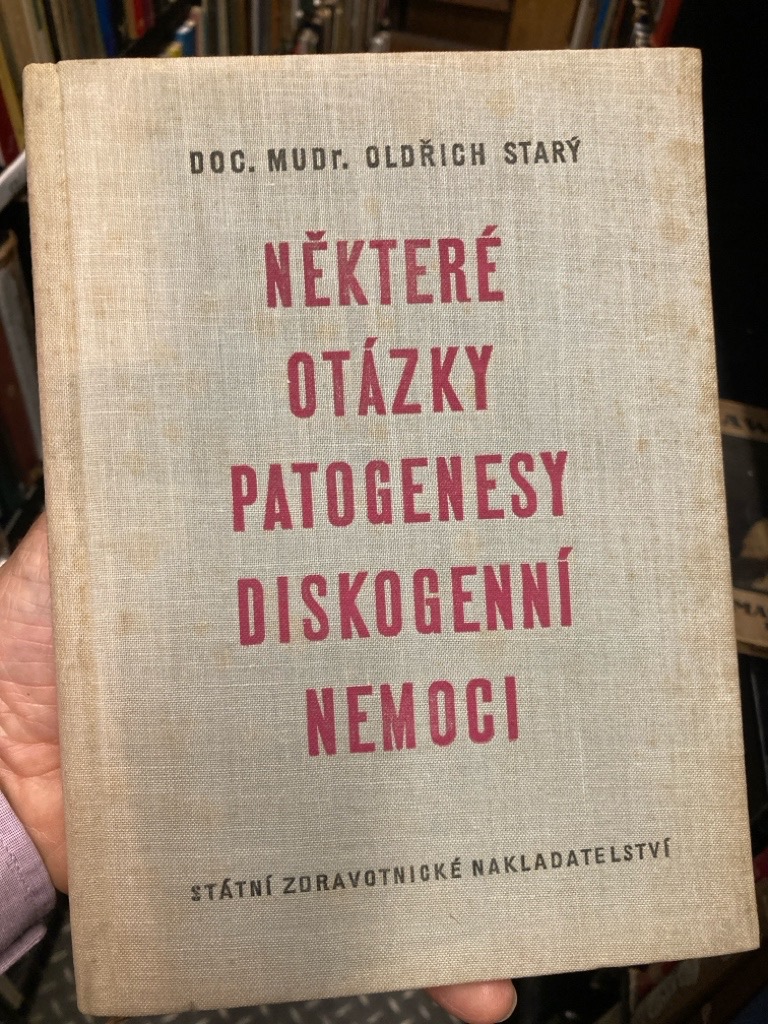 DOC. MUDr. OLDŘICH STARÝ
NĚKTERÉ
OTÁZKY
PATOGENESY
DISKOGENNÍ
NEMOCI
STÁTNÍ ZDRAVOTNICKÉ NAKLADATELSTVÍ